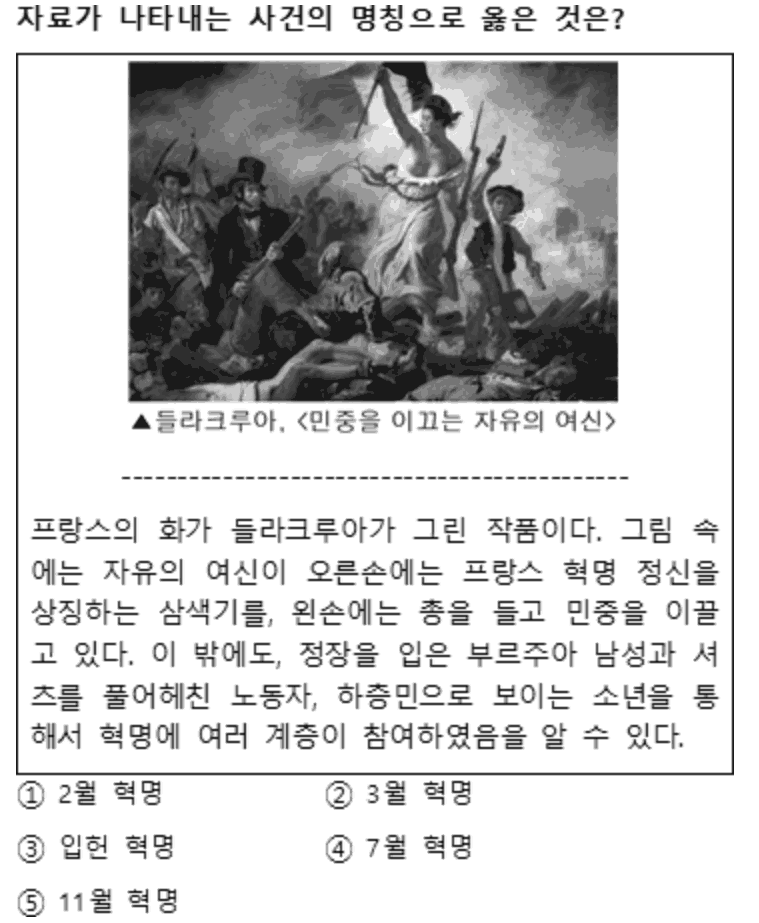 자료가 나타내는 사건의 명칭으로 옳은 것은?
▲들라크루아, <민중을 이끄는 자유의 여신>
프랑스의 화가 들라크루아가 그린 작품이다. 그림 속
에는 자유의 여신이 오른손에는 프랑스 혁명 정신을
상징하는 삼색기를, 왼손에는 총을 들고 민중을 이끌
고 있다. 이 밖에도, 정장을 입은 부르주아 남성과 셔
츠를 풀어헤친 노동자, 하층민으로 보이는 소년을 통
해서 혁명에 여러 계층이 참여하였음을 알 수 있다.
① 2월 혁명 ② 3월 혁명
③ 입헌 혁명 ④ 7월 혁명
⑤ 11월 혁명